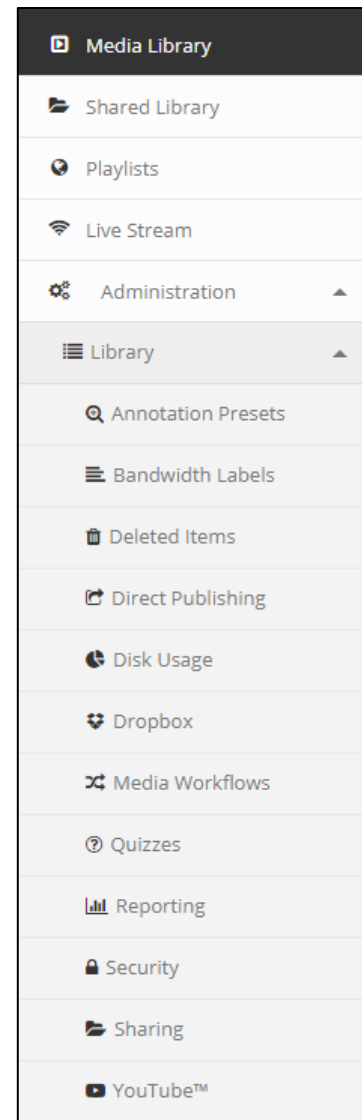 Media Library
Shared Library
Playlists
Live Stream
Administration
Library
Annotation Presets
Bandwidth Labels
Deleted Items
Direct Publishing
Disk Usage
Dropbox
Media Workflows
Quizzes
Reporting
Security
Sharing
YouTube™